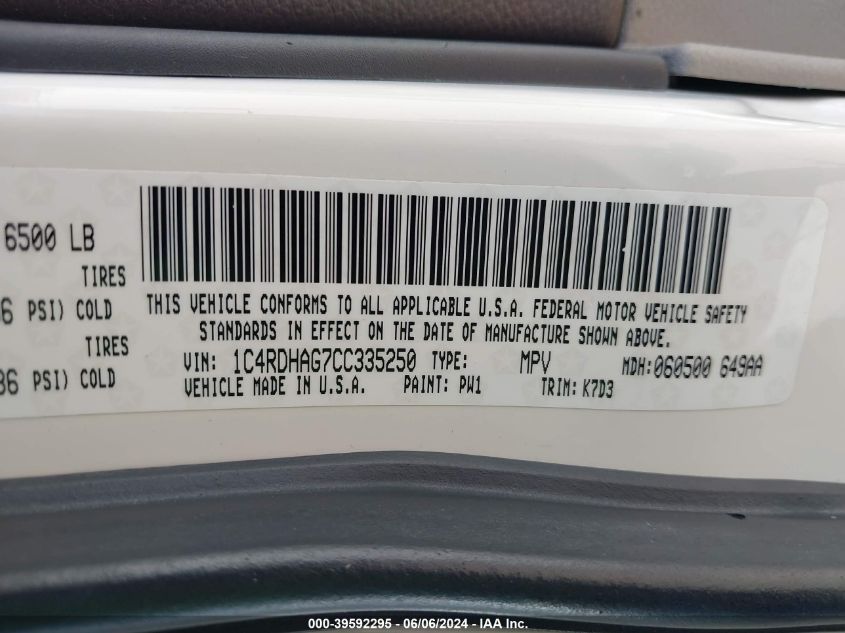 6500 LB
TIRES
6 PSI) COLD
TIRES
36 PSI) COLD
THIS VEHICLE CONFORMS TO ALL APPLICABLE U.S.A. FEDERAL MOTOR VEHICLE SAFETY
STANDARDS IN EFFECT ON THE DATE OF MANUFACTURE SHOWN ABOVE.
VIN: 1C4RDHAG7CC335250 TYPE: MPV MDH: 060500 649AA
VEHICLE MADE IN U.S.A. PAINT: PW1 TRIM: K7D3
000-39592295 - 06/06/2024 - IAA Inc.